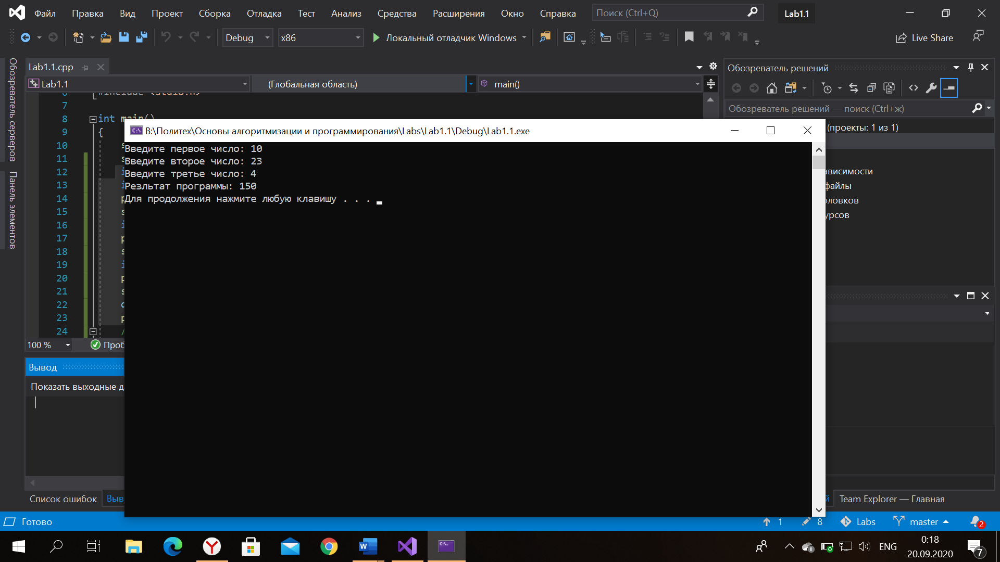 Файл Правка Вид Проект Сборка Отладка Тест Анализ Средства Расширения Окно Справка Поиск (Ctrl+Q) Lab1.1
Debug x86 Локальный отладчик Windows Live Share
Обозреватель серверов
Панель элементов
Lab1.1.cpp
Lab1.1 (Глобальная область) main()
#include <stdio.h>
7
8 int main()
9 {
10 s
11 s
12 i
13 i
14 p
15 s
16 i
17 p
18 s
19 i
20 p
21 s
22
23 p
24 /
100 % Проб
Вывод
Показать выходные д
Список ошибок Выв
B:\Политех\Основы алгоритмизации и программирования\Labs\Lab1.1\Debug\Lab1.1.exe
Введите первое число: 10
Введите второе число: 23
Введите третье число: 4
Резльтат программы: 150
Для продолжения нажмите любую клавишу . . .
Обозреватель решений
Обозреватель решений — поиск (Ctrl+ж)
(проекты: 1 из 1)
ависимости
файлы
оловков
урсов
й Team Explorer — Главная
Готово 1 8 Labs master 2
ENG 0:18
20.09.2020 7